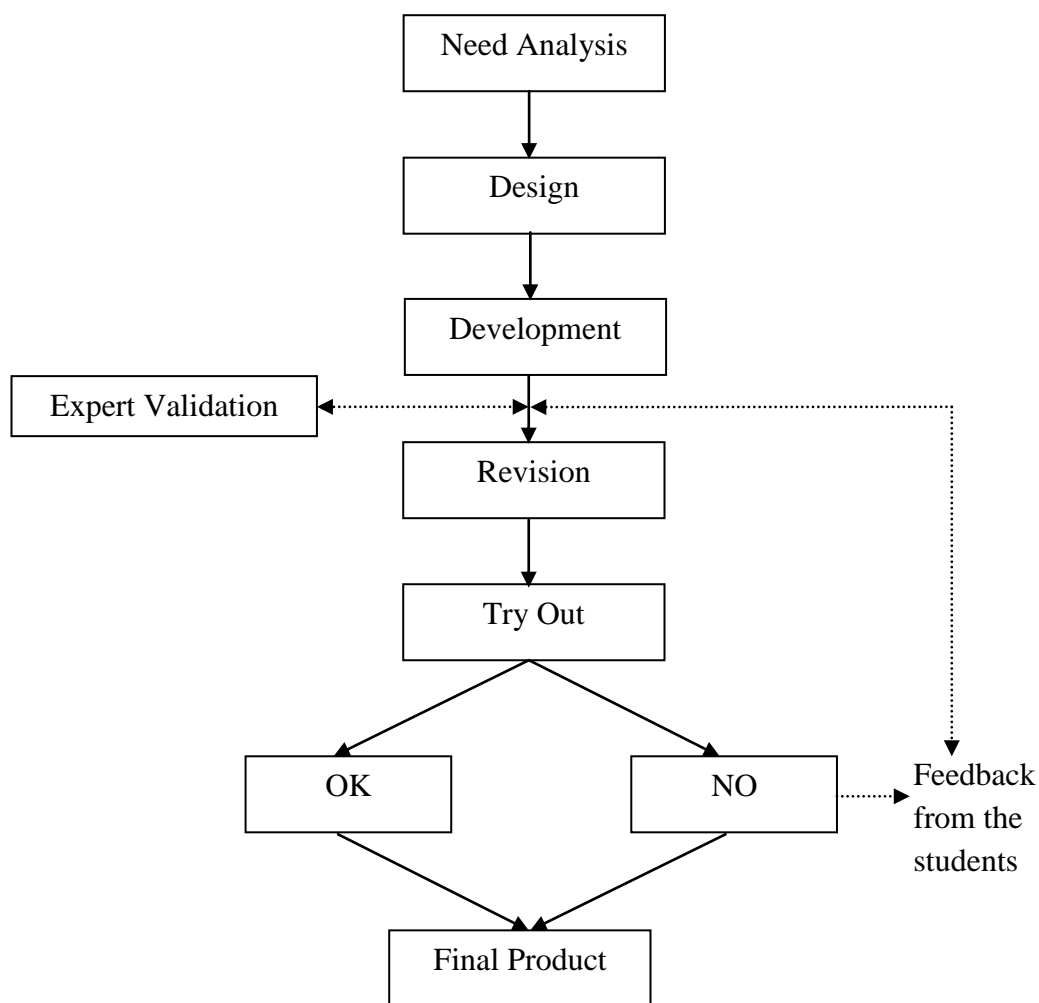 Need Analysis
Design
Development
Expert Validation
Revision
Try Out
OK
NO
Feedback
from the
students
Final Product